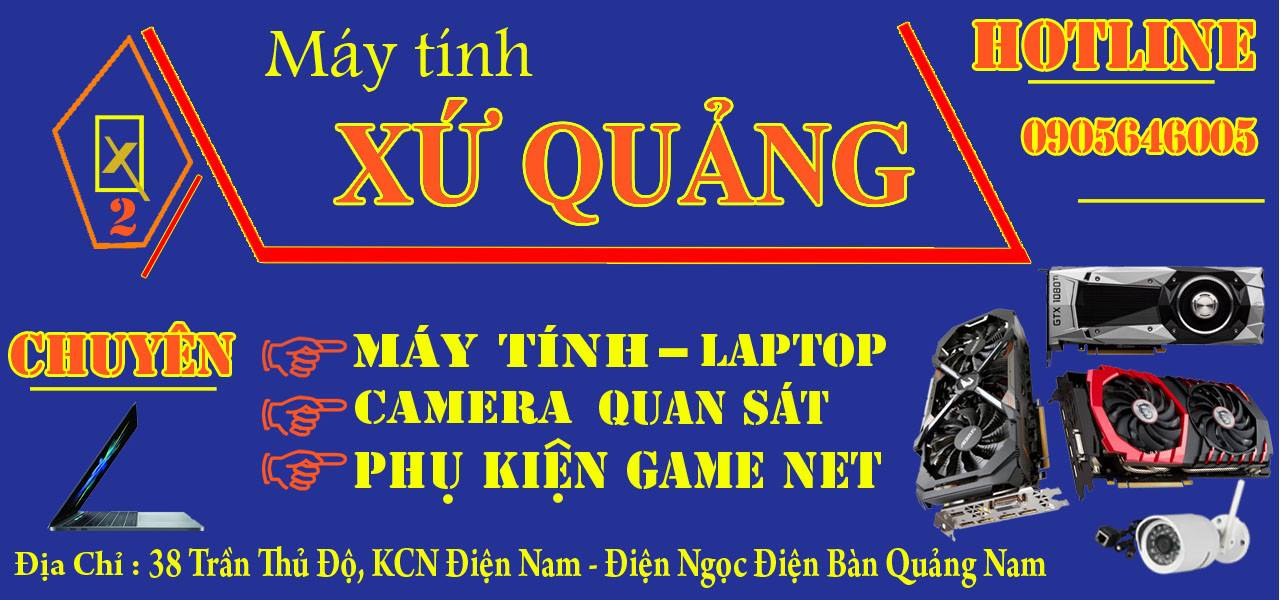 Máy tính
XỨ QUẢNG
HOTLINE
0905646005
X
2
GTX 1080 Ti
CHUYÊN
MÁY TÍNH – LAPTOP
CAMERA QUAN SÁT
PHỤ KIỆN GAME NET
Địa Chỉ : 38 Trần Thủ Độ, KCN Điện Nam - Điện Ngọc Điện Bàn Quảng Nam